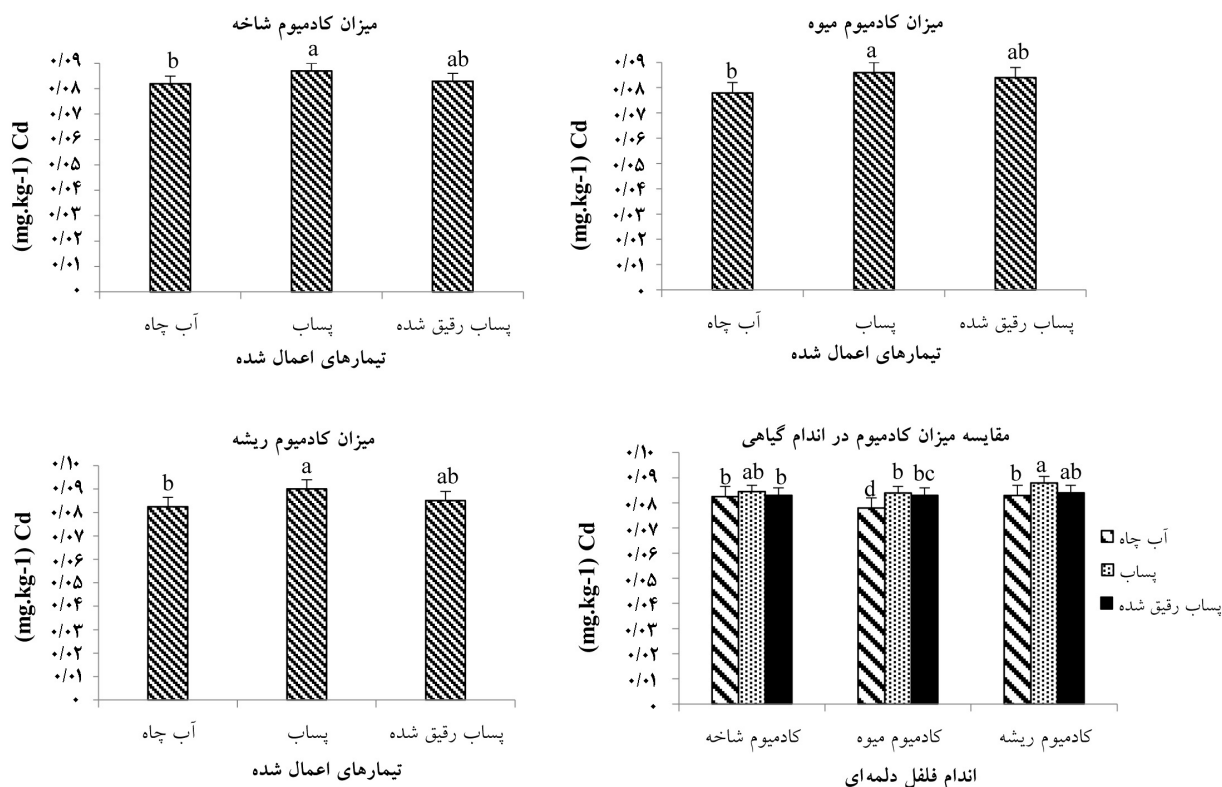 میزان کادمیوم شاخه
(mg.kg-1) Cd
۰/۰۹
۰/۰۸
۰/۰۷
۰/۰۶
۰/۰۵
۰/۰۴
۰/۰۳
۰/۰۲
۰/۰۱
۰
b
a
ab
آب چاه
پساب
پساب رقیق شده
تیمارهای اعمال شده
میزان کادمیوم میوه
(mg.kg-1) Cd
۰/۰۹
۰/۰۸
۰/۰۷
۰/۰۶
۰/۰۵
۰/۰۴
۰/۰۳
۰/۰۲
۰/۰۱
۰
b
a
ab
آب چاه
پساب
پساب رقیق شده
تیمارهای اعمال شده
میزان کادمیوم ریشه
(mg.kg-1) Cd
۰/۱۰
۰/۰۹
۰/۰۸
۰/۰۷
۰/۰۶
۰/۰۵
۰/۰۴
۰/۰۳
۰/۰۲
۰/۰۱
۰
b
a
ab
آب چاه
پساب
پساب رقیق شده
تیمارهای اعمال شده
مقایسه میزان کادمیوم در اندام گیاهی
(mg.kg-1) Cd
۰/۱۰
۰/۰۹
۰/۰۸
۰/۰۷
۰/۰۶
۰/۰۵
۰/۰۴
۰/۰۳
۰/۰۲
۰/۰۱
۰
b ab b
d b bc
b a ab
کادمیوم شاخه
کادمیوم میوه
کادمیوم ریشه
اندام فلفل دلمه‌ای
آب چاه
پساب
پساب رقیق شده